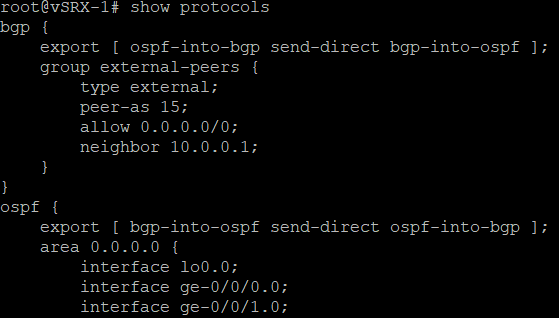 root@vSRX-1# show protocols
bgp {
    export [ ospf-into-bgp send-direct bgp-into-ospf ];
    group external-peers {
        type external;
        peer-as 15;
        allow 0.0.0.0/0;
        neighbor 10.0.0.1;
    }
}
ospf {
    export [ bgp-into-ospf send-direct ospf-into-bgp ];
    area 0.0.0.0 {
        interface lo0.0;
        interface ge-0/0/0.0;
        interface ge-0/0/1.0;